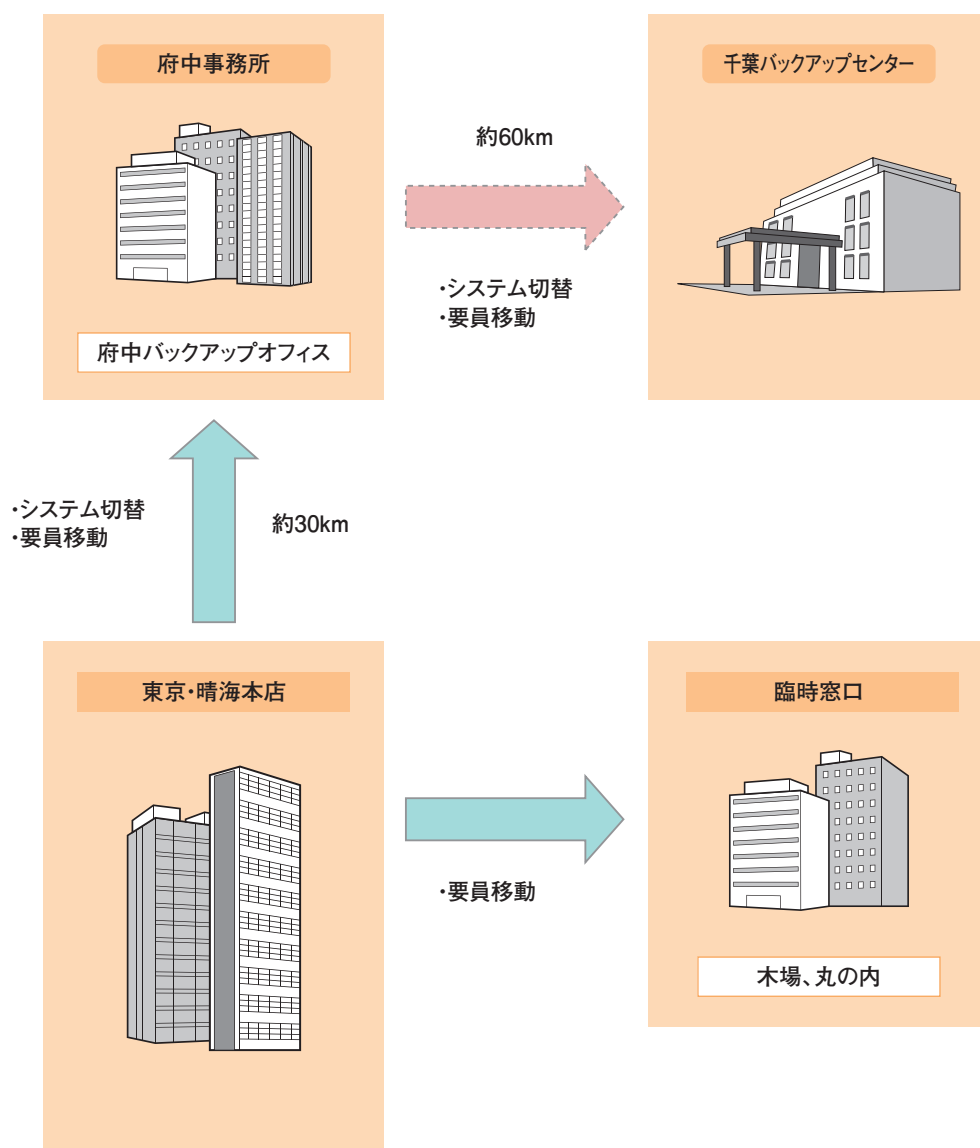 府中事務所
千葉バックアップセンター
約60km
・システム切替
・要員移動
府中バックアップオフィス
・システム切替
・要員移動
約30km
東京・晴海本店
臨時窓口
・要員移動
木場、丸の内